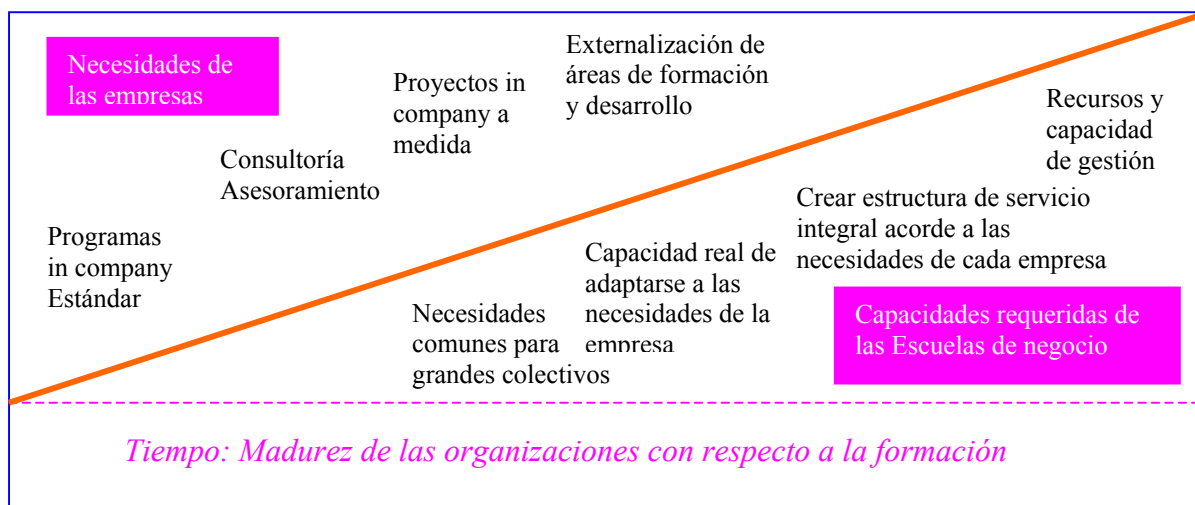 Necesidades de
las empresas
Externalización de
áreas de formación
y desarrollo
Proyectos in
company a
medida
Consultoría
Asesoramiento
Programas
in company
Estándar
Recursos y
capacidad
de gestión
Crear estructura de servicio
integral acorde a las
necesidades de cada empresa
Capacidad real de
adaptarse a las
necesidades de la
empresa
Necesidades
comunes para
grandes colectivos
Capacidades requeridas de
las Escuelas de negocio
Tiempo: Madurez de las organizaciones con respecto a la formación